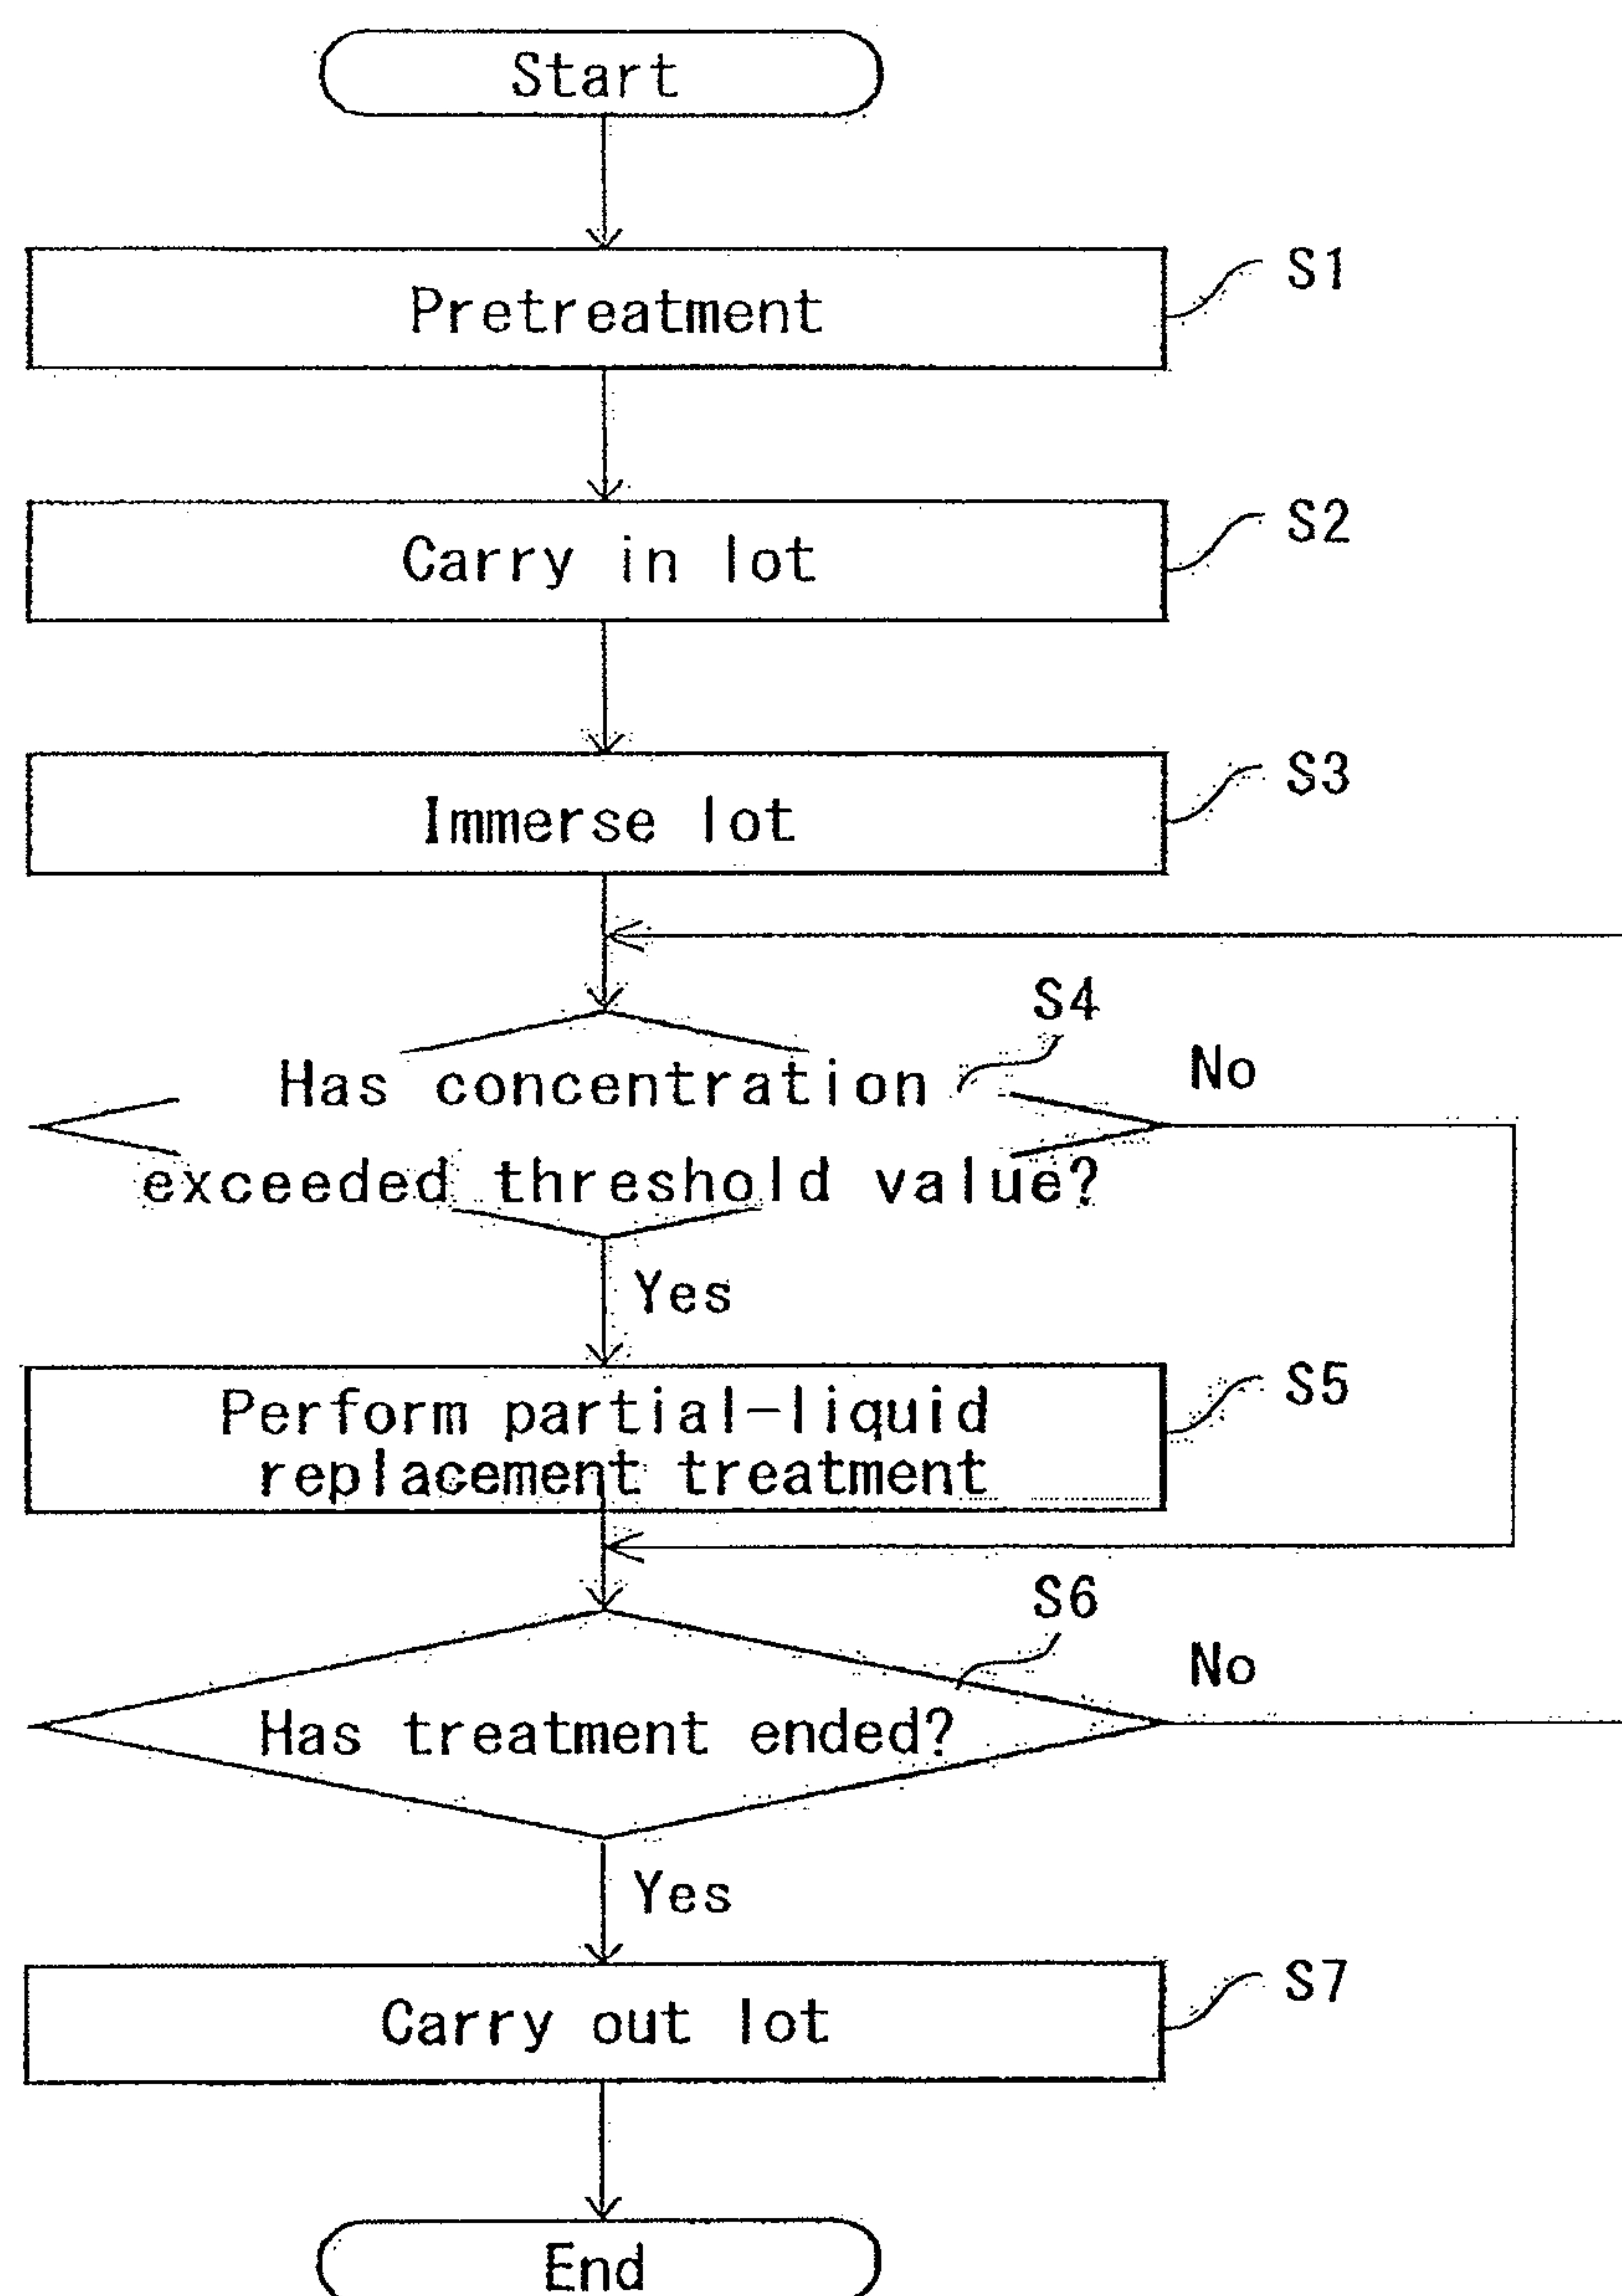 Start
Pretreatment
S1
Carry in lot
S2
Immerse lot
S3
S4
Has concentration
No
exceeded threshold value?
Yes
Perform partial-liquid
S5
replacement treatment
S6
No
Has treatment ended?
Yes
Carry out lot
S7
End